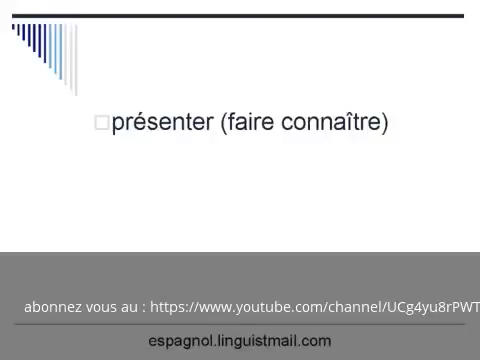 présenter (faire connaître)
abonnez vous au : https://www.youtube.com/channel/UCg4yu8rPWT
espagnol.linguistmail.com